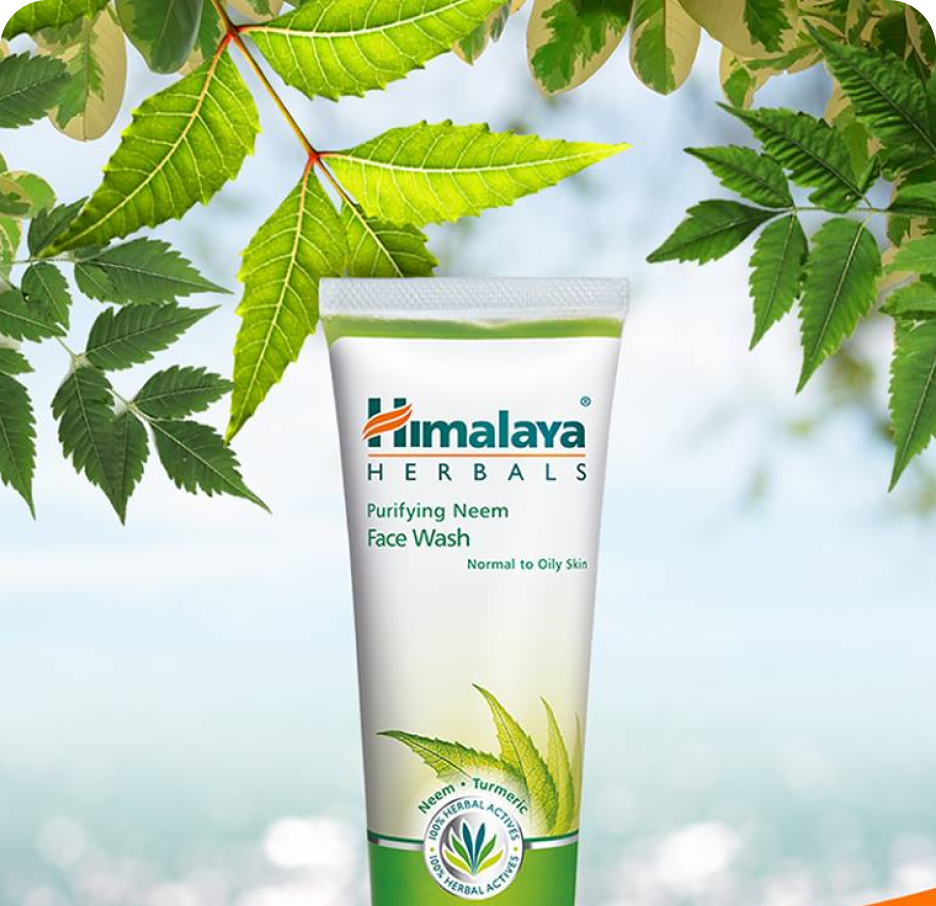 Himalaya®
HERBALS
Purifying Neem
Face Wash
Normal to Oily Skin
Neem • Turmeric
100% HERBAL ACTIVES •
100% HERBAL ACTIVES •